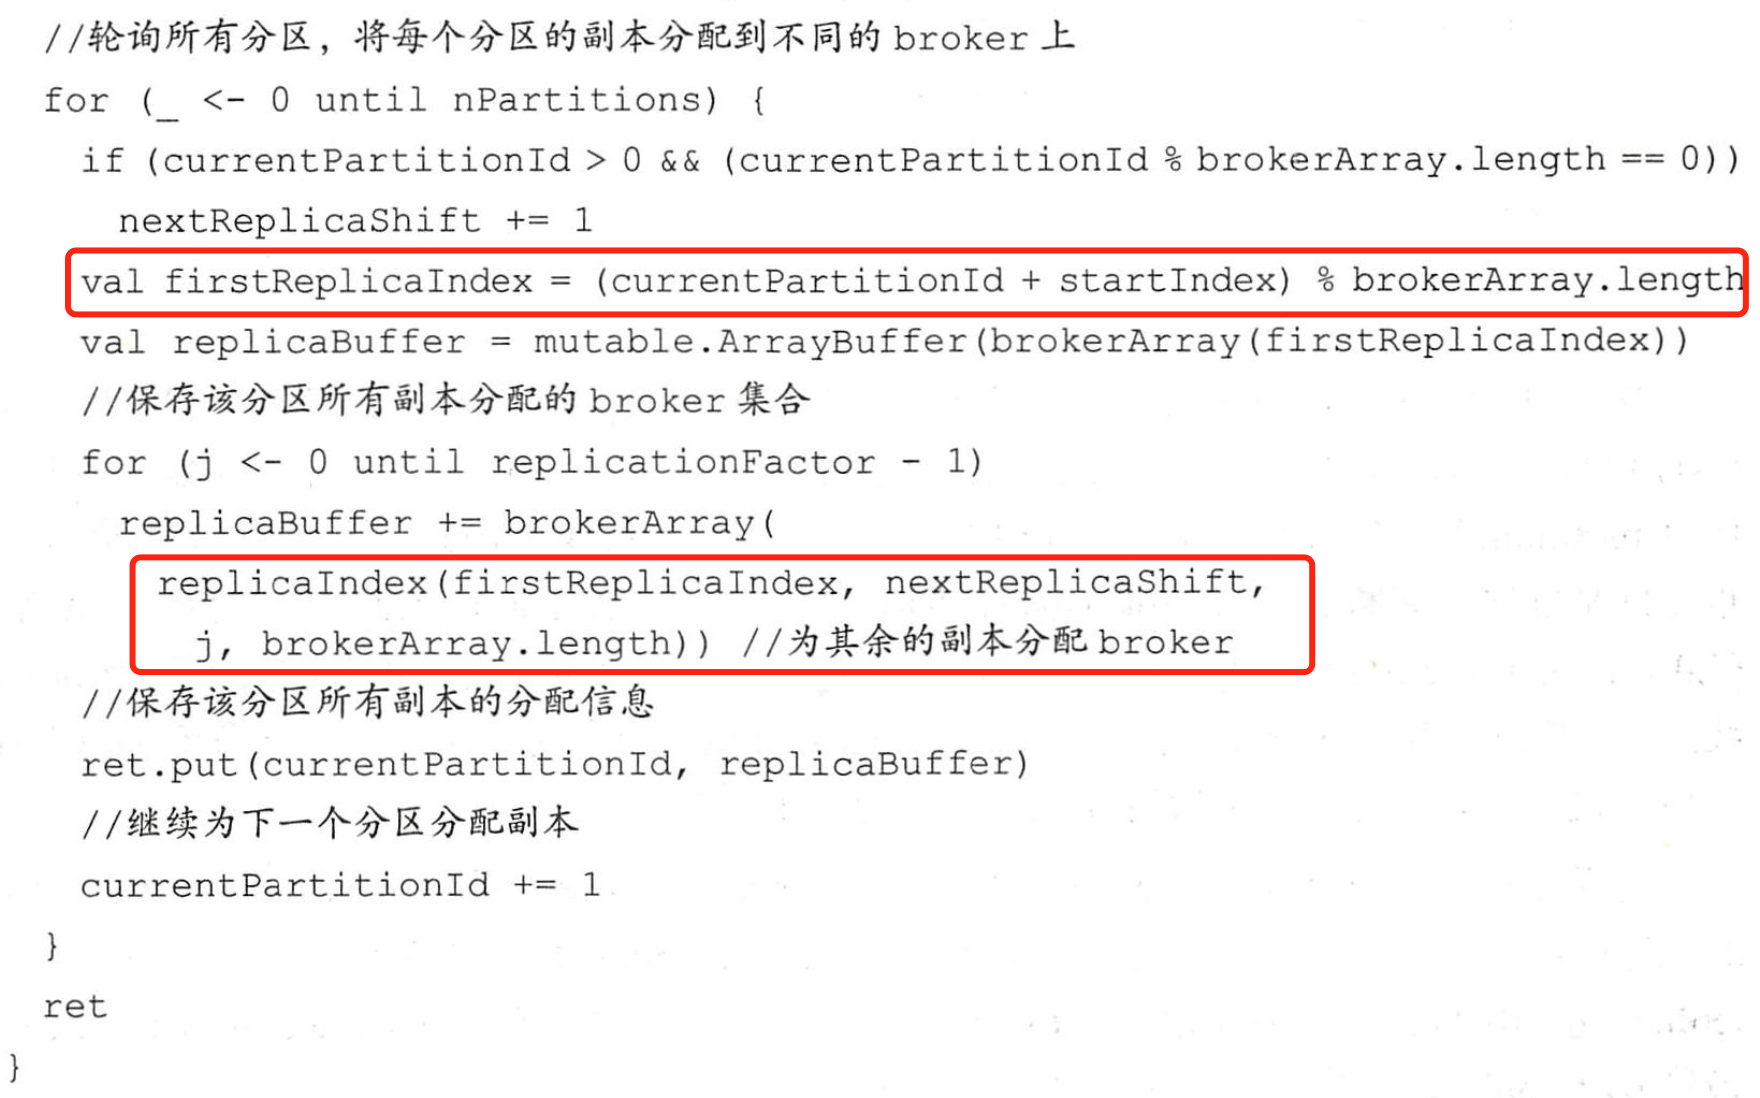 //轮询所有分区，将每个分区的副本分配到不同的 broker 上
for (_ <- 0 until nPartitions) {
if (currentPartitionId > 0 && (currentPartitionId % brokerArray.length == 0))
nextReplicaShift += 1
val firstReplicaIndex = (currentPartitionId + startIndex) % brokerArray.length
val replicaBuffer = mutable.ArrayBuffer(brokerArray(firstReplicaIndex))
//保存该分区所有副本分配的 broker 集合
for (j <- 0 until replicationFactor - 1)
replicaBuffer += brokerArray(
replicaIndex(firstReplicaIndex, nextReplicaShift,
j, brokerArray.length)) //为其余的副本分配 broker
//保存该分区所有副本的分配信息
ret.put(currentPartitionId, replicaBuffer)
//继续为下一个分区分配副本
currentPartitionId += 1
}
ret
}